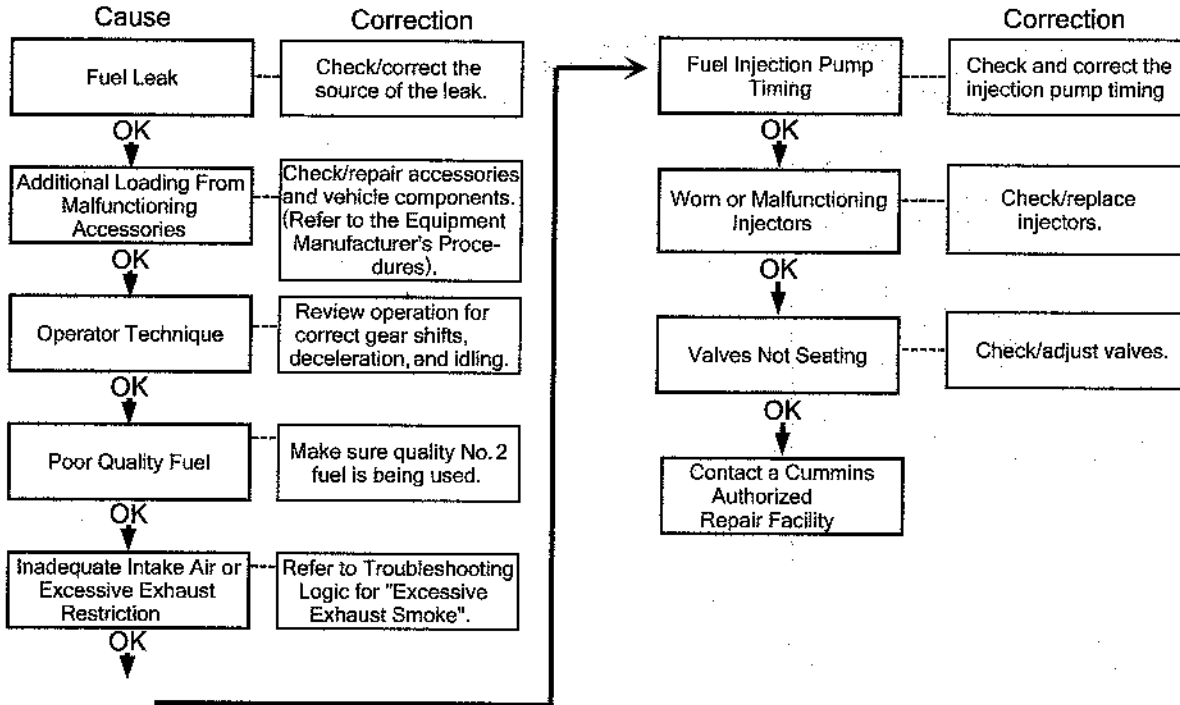 Cause
Correction
Fuel Leak
Check/correct the
source of the leak.
OK
Additional Loading From
Malfunctioning
Accessories
Check/repair accessories
and vehicle components.
(Refer to the Equipment
Manufacturer's Proce-
dures).
OK
Operator Technique
Review operation for
correct gear shifts,
deceleration, and idling.
OK
Poor Quality Fuel
Make sure quality No. 2
fuel is being used.
OK
Inadequate Intake Air or
Excessive Exhaust
Restriction
Refer to Troubleshooting
Logic for "Excessive
Exhaust Smoke".
OK
Correction
Fuel Injection Pump
Timing
Check and correct the
injection pump timing
OK
Worn or Malfunctioning
Injectors
Check/replace
injectors.
OK
Valves Not Seating
Check/adjust valves.
OK
Contact a Cummins
Authorized
Repair Facility